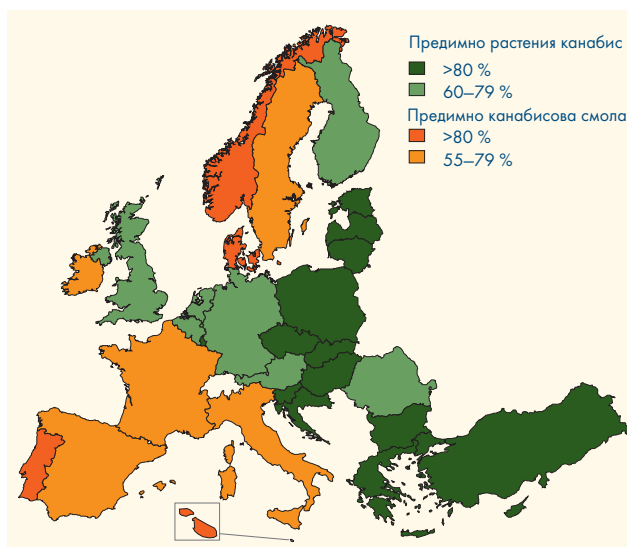 Предимно растения канабис
>80 %
60–79 %
Предимно канабисова смола
>80 %
55–79 %